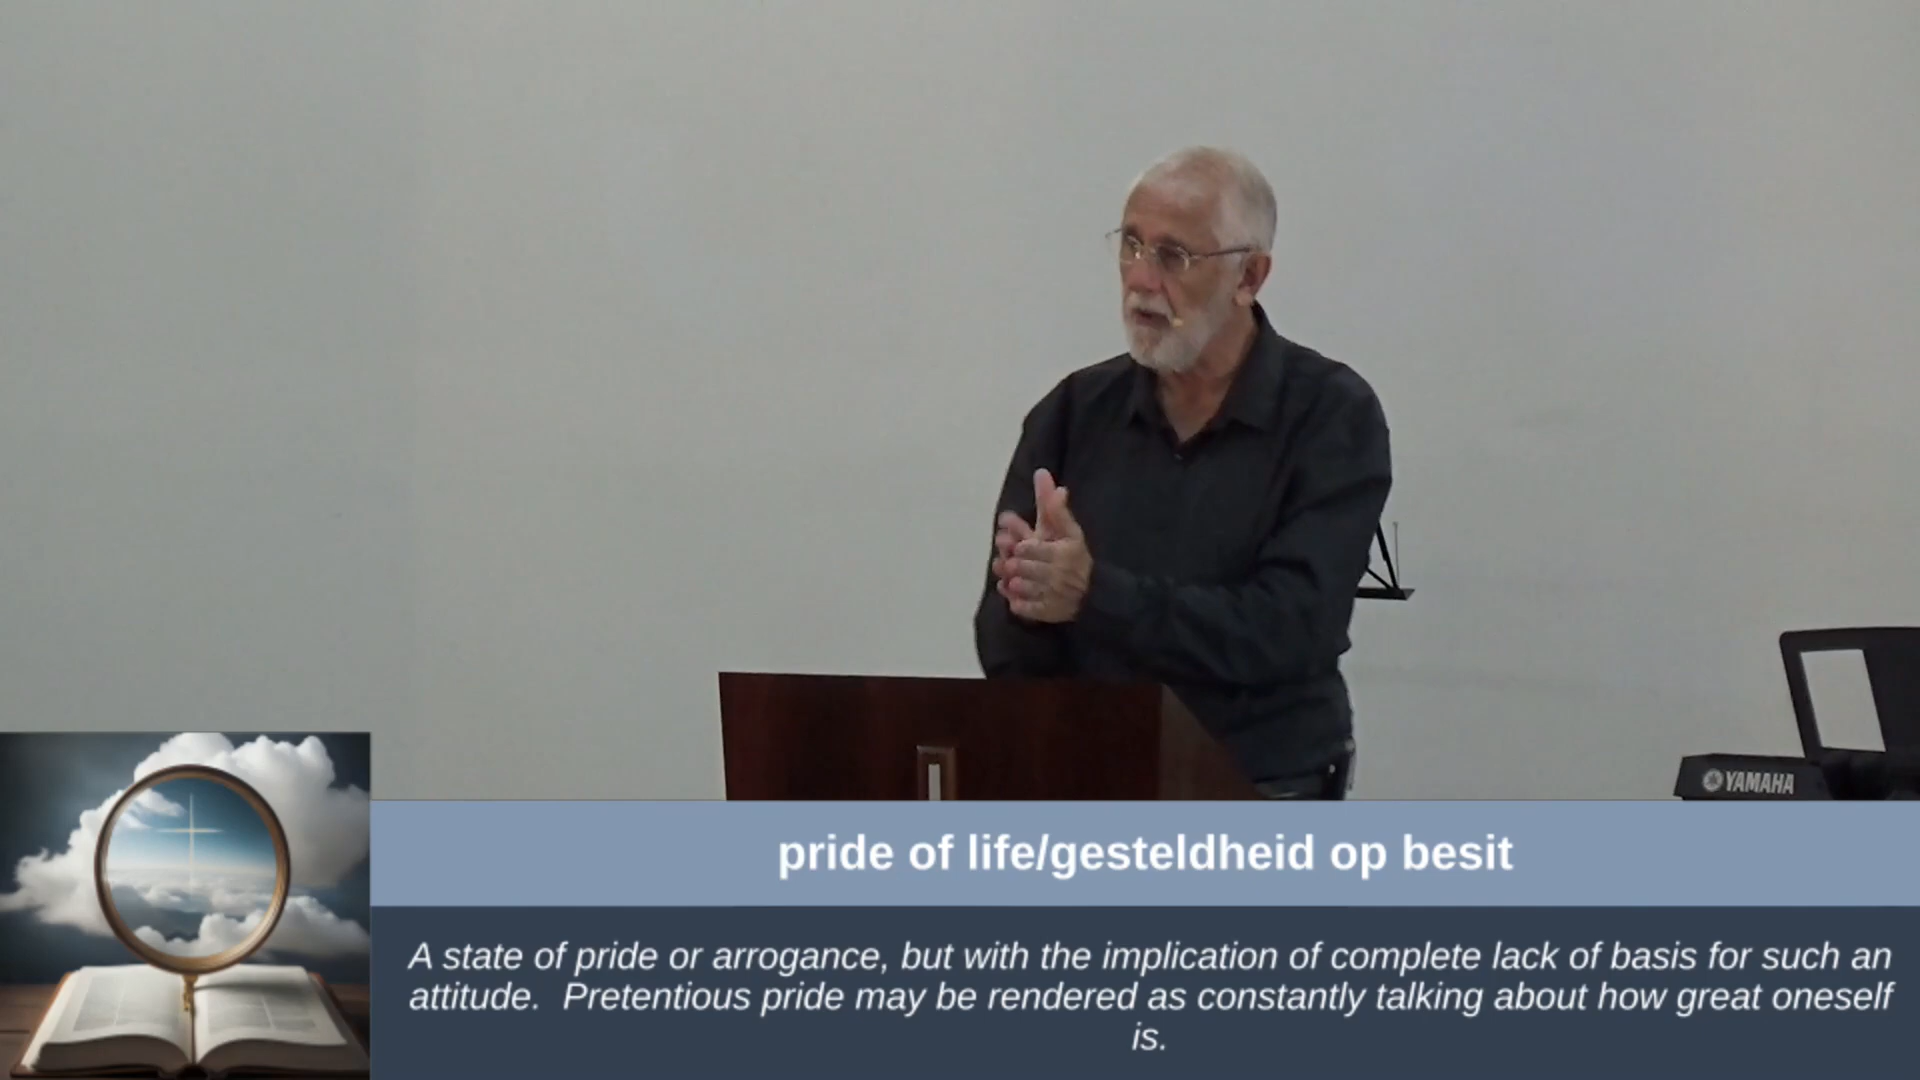 YAMAHA
pride of life/gesteldheid op besit
A state of pride or arrogance, but with the implication of complete lack of basis for such an
attitude.  Pretentious pride may be rendered as constantly talking about how great oneself
is.